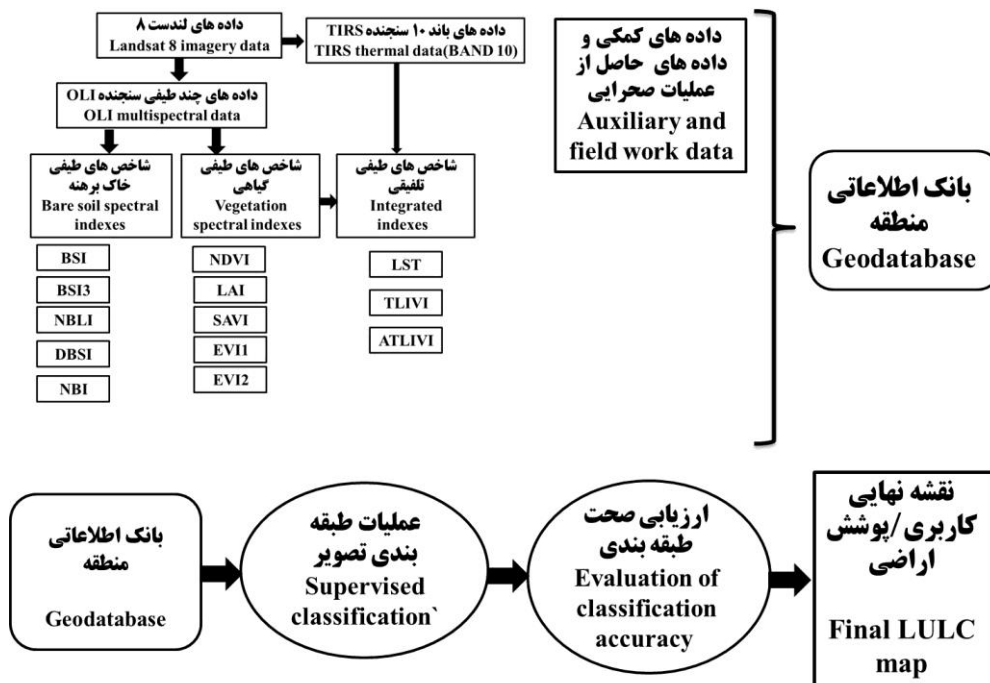 داده های لندست ۸
Landsat 8 imagery data
داده های باند ۱۰ سنجنده TIRS
TIRS thermal data(BAND 10)
داده های چند طیفی سنجنده OLI
OLI multispectral data
شاخص های طیفی
خاک برهنه
Bare soil spectral
indexes
شاخص های طیفی
گیاهی
Vegetation
spectral indexes
شاخص های طیفی
تلفیقی
Integrated
indexes
BSI
BSI3
NBLI
DBSI
NBI
NDVI
LAI
SAVI
EVI1
EVI2
LST
TLIVI
ATLIVI
داده های کمکی و
داده های حاصل از
عملیات صحرایی
Auxiliary and
field work data
بانک اطلاعاتی
منطقه
Geodatabase
بانک اطلاعاتی
منطقه
Geodatabase
عملیات طبقه
بندی تصویر
Supervised
classification`
ارزیابی صحت
طبقه بندی
Evaluation of
classification
accuracy
نقشه نهایی
کاربری/پوشش
اراضی
Final LULC
map